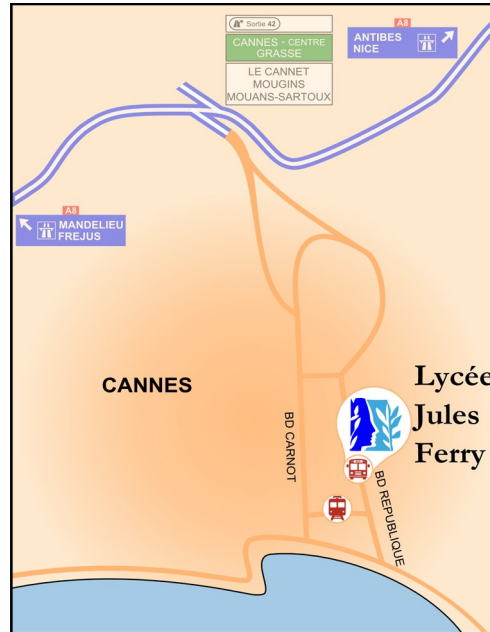 Sortie 42
CANNES - CENTRE
GRASSE
LE CANNET
MOUGINS
MOUANS-SARTOUX
A8
ANTIBES
NICE
A8
MANDELIEU
FREJUS
CANNES
Lycée
Jules
Ferry
BD CARNOT
BD REPUBLIQUE